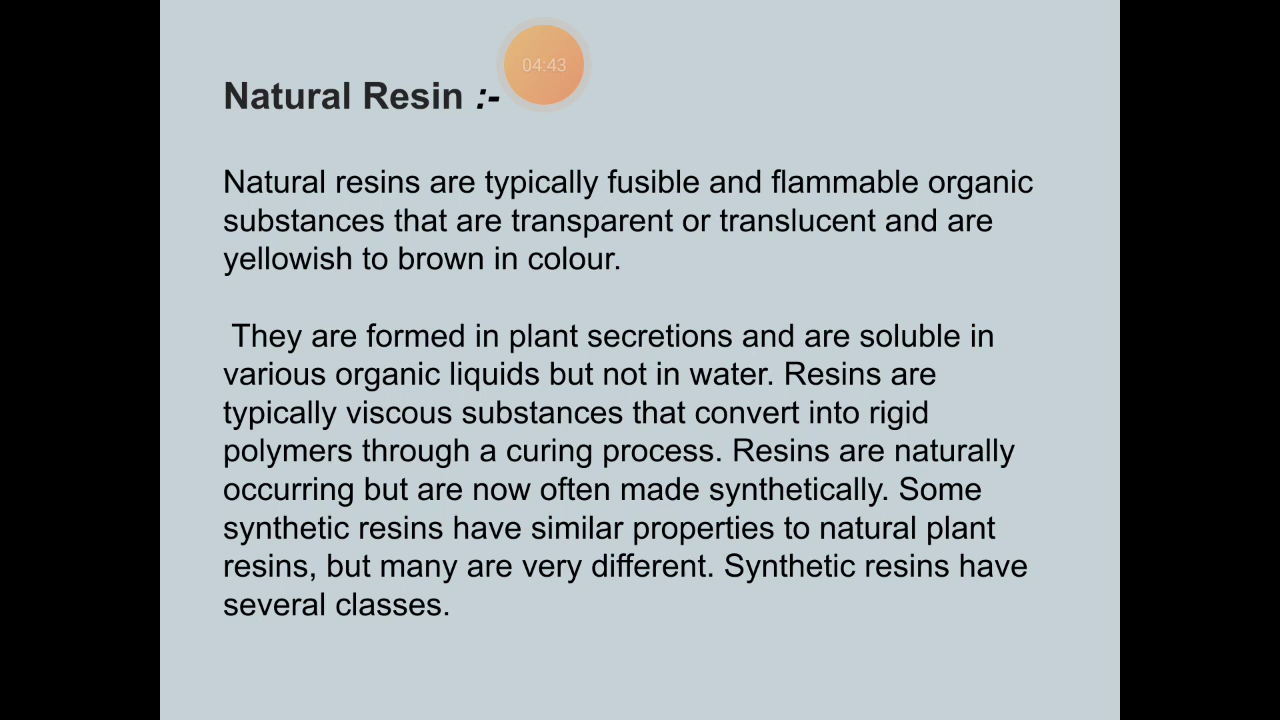 04:43
Natural Resin :-
Natural resins are typically fusible and flammable organic
substances that are transparent or translucent and are
yellowish to brown in colour.
They are formed in plant secretions and are soluble in
various organic liquids but not in water. Resins are
typically viscous substances that convert into rigid
polymers through a curing process. Resins are naturally
occurring but are now often made synthetically. Some
synthetic resins have similar properties to natural plant
resins, but many are very different. Synthetic resins have
several classes.